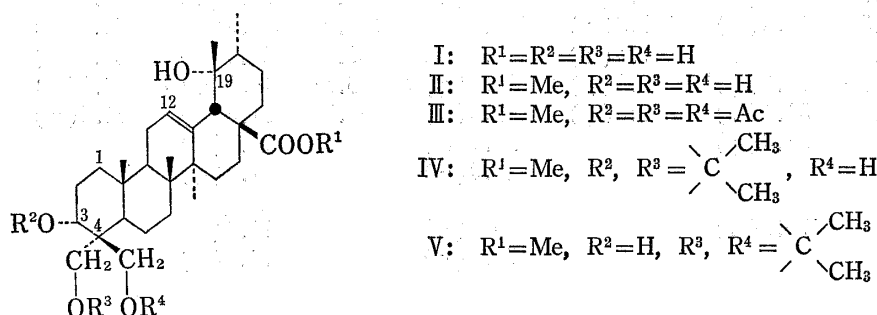 HO
19
12
COOR¹
1
R²O
3
4
CH₂ CH₂
OR³ OR⁴
I: R¹=R²=R³=R⁴=H
II: R¹=Me, R²=R³=R⁴=H
III: R¹=Me, R²=R³=R⁴=Ac
IV: R¹=Me, R², R³ = C CH₃ CH₃ , R⁴=H
V: R¹=Me, R²=H, R³, R⁴= C CH₃ CH₃